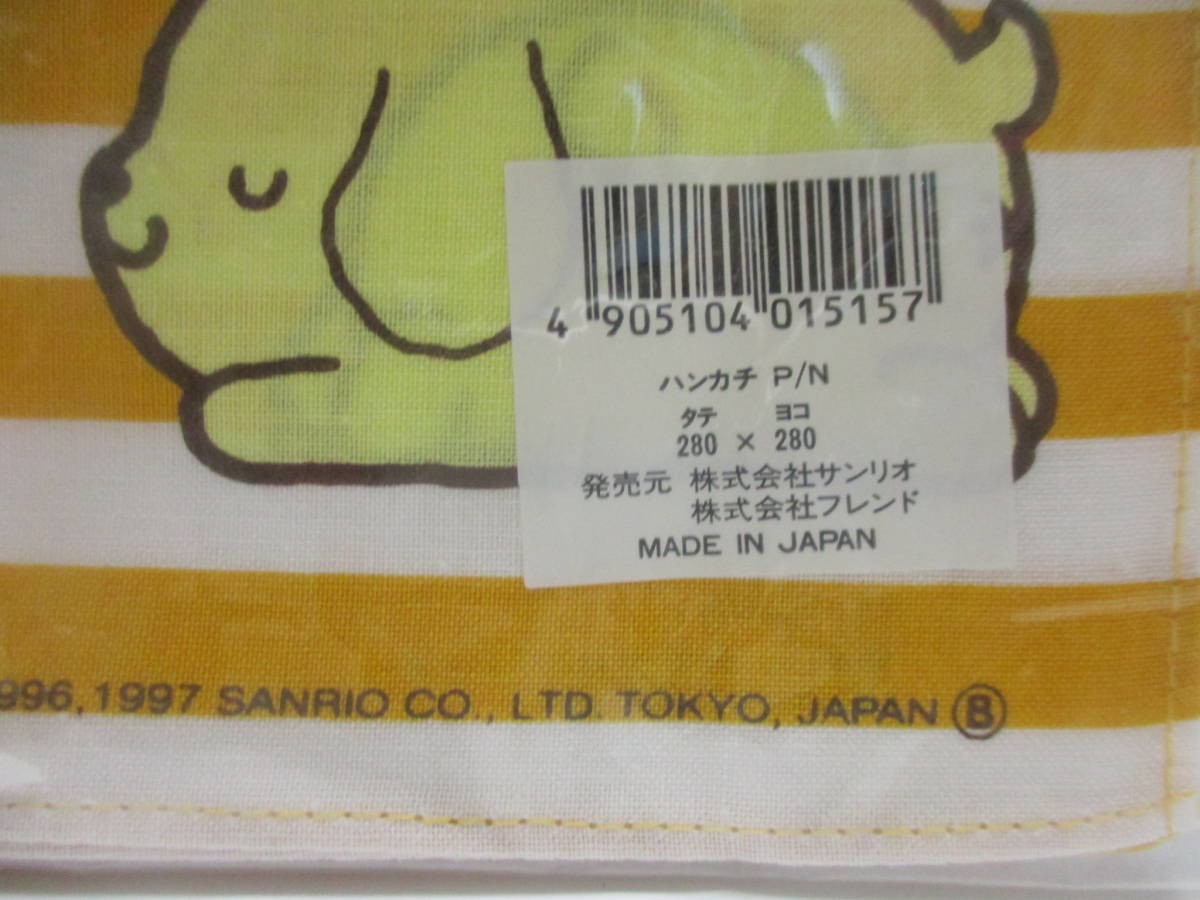 4 905104 015157
ハンカチ P/N
タテ ヨコ
280 × 280
発売元 株式会社サンリオ
株式会社フレンド
MADE IN JAPAN
996,1997 SANRIO CO., LTD. TOKYO, JAPAN Ⓑ